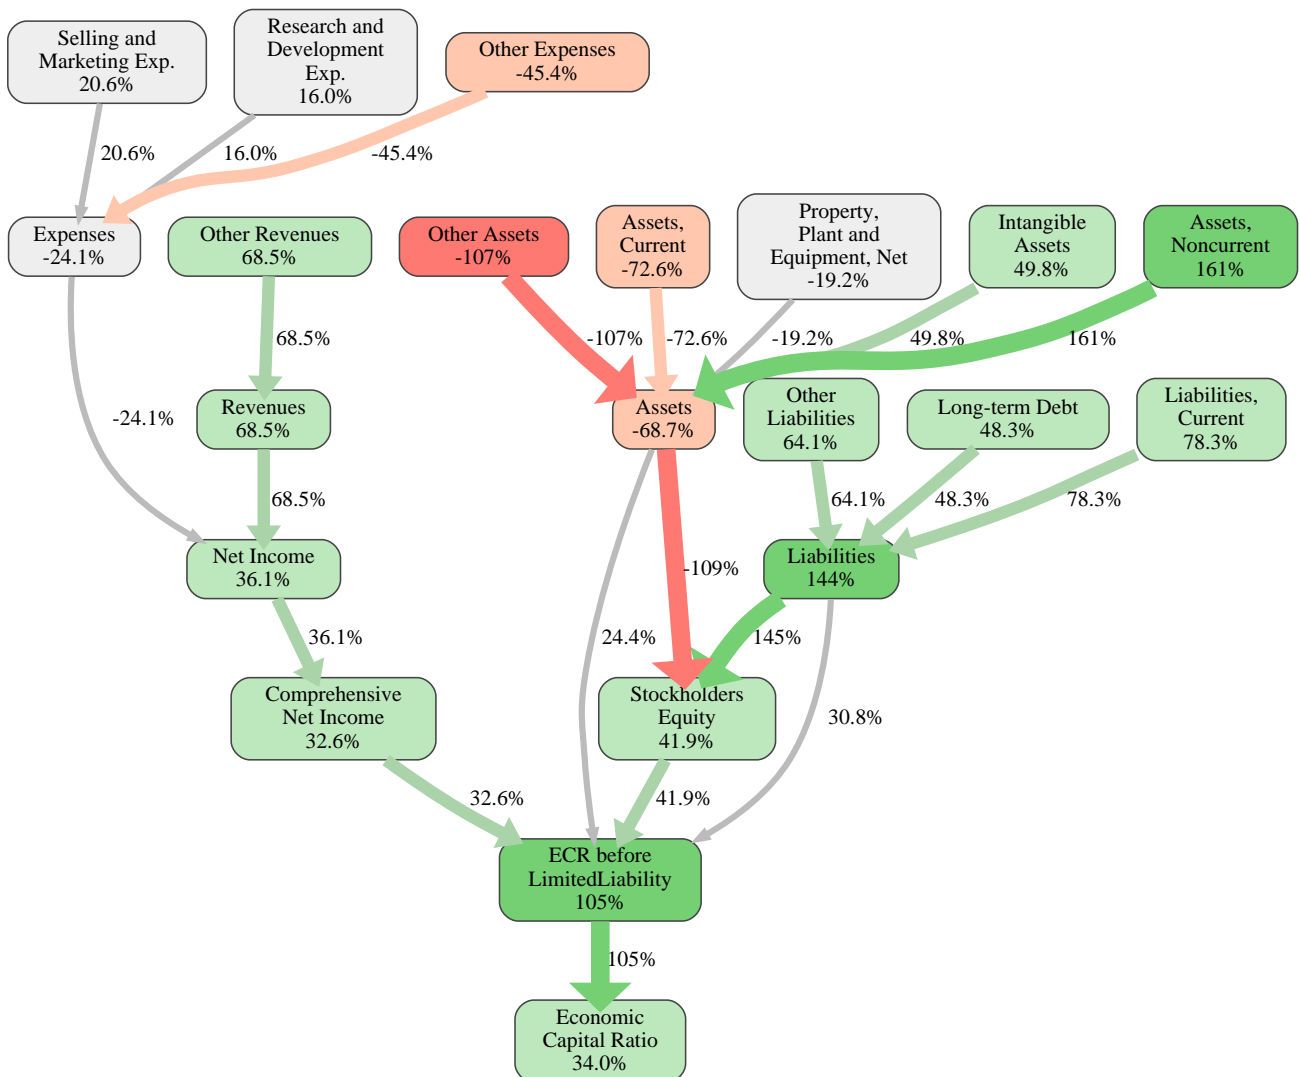 Selling and
Marketing Exp.
20.6%
Research and
Development
Exp.
16.0%
Other Expenses
-45.4%
20.6%
16.0%
-45.4%
Expenses
-24.1%
Other Revenues
68.5%
Other Assets
-107%
Assets,
Current
-72.6%
Property,
Plant and
Equipment, Net
-19.2%
Intangible
Assets
49.8%
Assets,
Noncurrent
161%
68.5%
-107%
-72.6%
-19.2%
49.8%
161%
-24.1%
Revenues
68.5%
Assets
-68.7%
Other
Liabilities
64.1%
Long-term Debt
48.3%
Liabilities,
Current
78.3%
68.5%
64.1%
48.3%
78.3%
Net Income
36.1%
-109%
Liabilities
144%
36.1%
24.4%
145%
Comprehensive
Net Income
32.6%
Stockholders
Equity
41.9%
30.8%
32.6%
41.9%
ECR before
LimitedLiability
105%
105%
Economic
Capital Ratio
34.0%